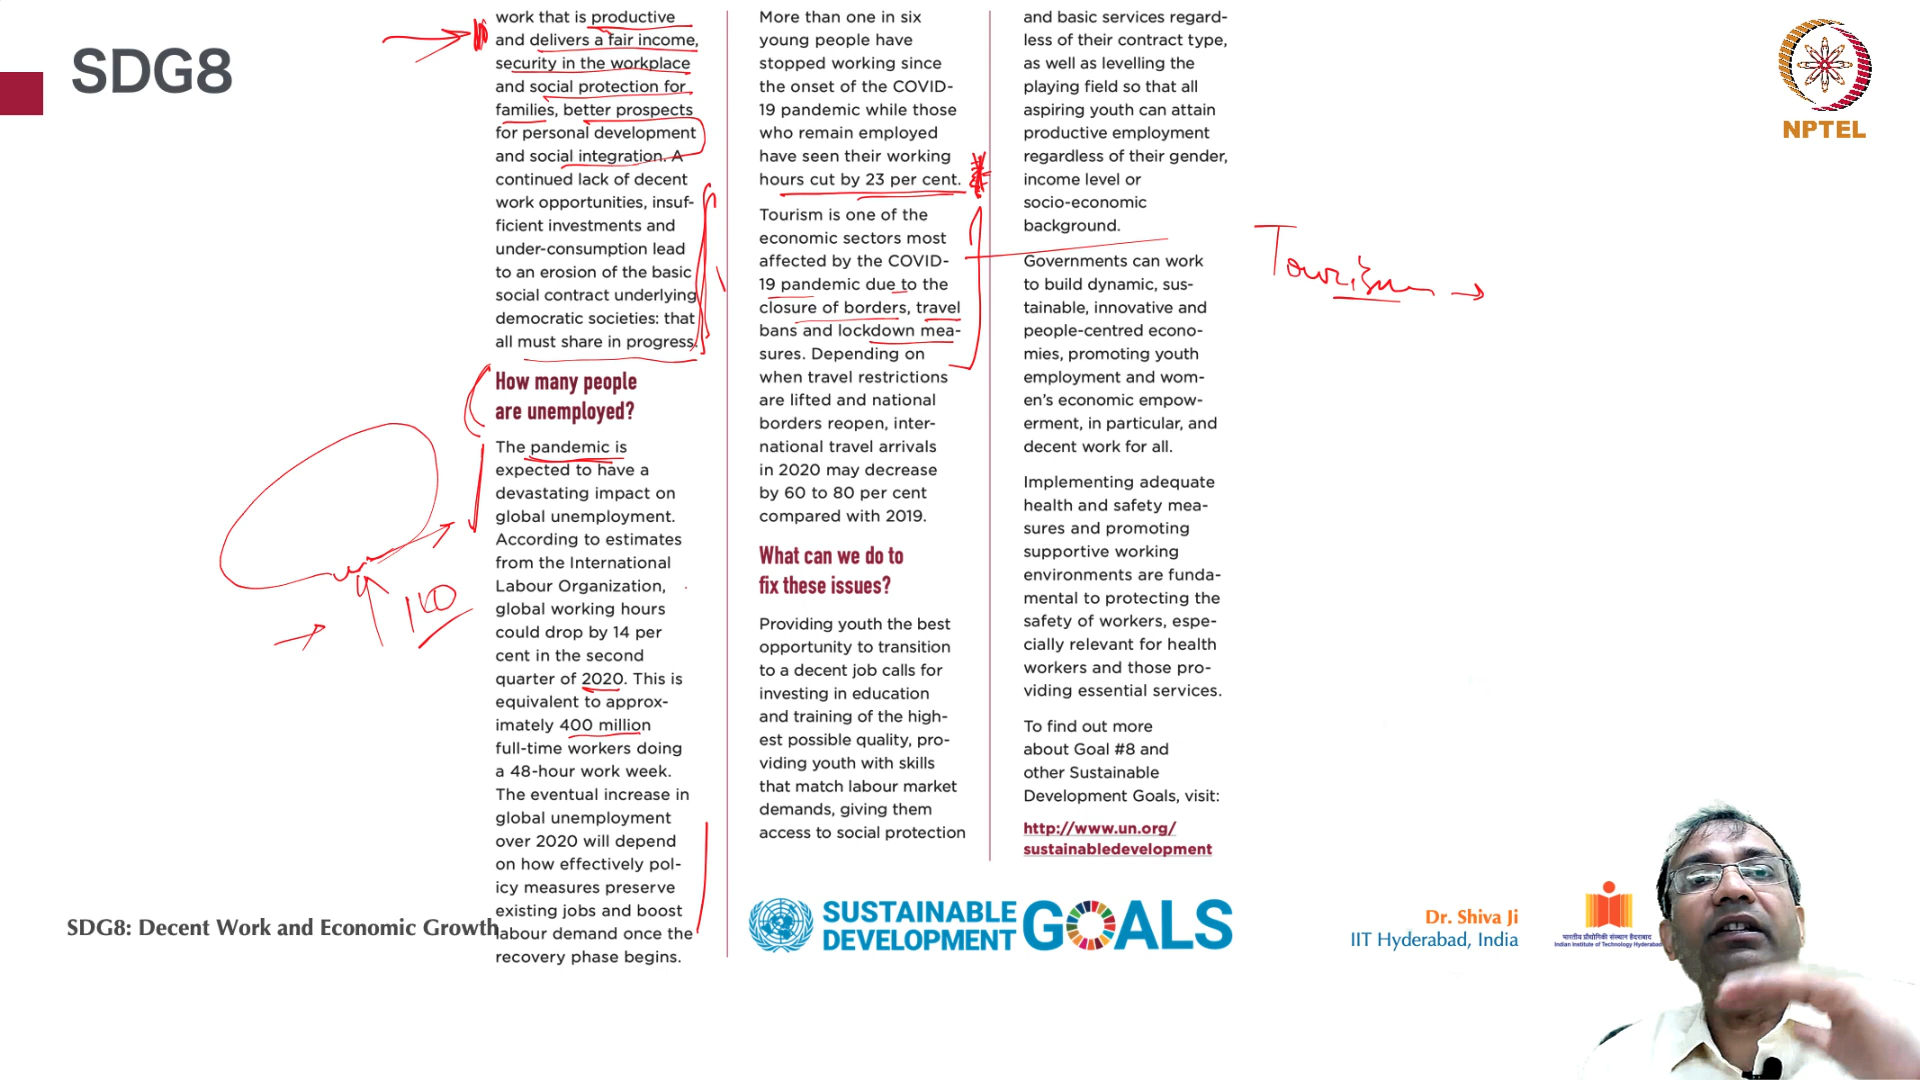 SDG8
work that is productive
and delivers a fair income,
security in the workplace
and social protection for
families, better prospects
for personal development
and social integration. A
continued lack of decent
work opportunities, insuf-
ficient investments and
under-consumption lead
to an erosion of the basic
social contract underlying
democratic societies: that
all must share in progress.
How many people
are unemployed?
The pandemic is
expected to have a
devastating impact on
global unemployment.
According to estimates
from the International
Labour Organization,
global working hours
could drop by 14 per
cent in the second
quarter of 2020. This is
equivalent to approx-
imately 400 million
full-time workers doing
a 48-hour work week.
The eventual increase in
global unemployment
over 2020 will depend
on how effectively pol-
icy measures preserve
existing jobs and boost
labour demand once the
recovery phase begins.
More than one in six
young people have
stopped working since
the onset of the COVID-
19 pandemic while those
who remain employed
have seen their working
hours cut by 23 per cent.
Tourism is one of the
economic sectors most
affected by the COVID-
19 pandemic due to the
closure of borders, travel
bans and lockdown mea-
sures. Depending on
when travel restrictions
are lifted and national
borders reopen, inter-
national travel arrivals
in 2020 may decrease
by 60 to 80 per cent
compared with 2019.
What can we do to
fix these issues?
Providing youth the best
opportunity to transition
to a decent job calls for
investing in education
and training of the high-
est possible quality, pro-
viding youth with skills
that match labour market
demands, giving them
access to social protection
and basic services regard-
less of their contract type,
as well as levelling the
playing field so that all
aspiring youth can attain
productive employment
regardless of their gender,
income level or
socio-economic
background.
Governments can work
to build dynamic, sus-
tainable, innovative and
people-centred econo-
mies, promoting youth
employment and wom-
en's economic empow-
erment, in particular, and
decent work for all.
Implementing adequate
health and safety mea-
sures and promoting
supportive working
environments are funda-
mental to protecting the
safety of workers, espe-
cially relevant for health
workers and those pro-
viding essential services.
To find out more
about Goal #8 and
other Sustainable
Development Goals, visit:
http://www.un.org/
sustainabledevelopment
Tourism
ILO
NPTEL
SDG8: Decent Work and Economic Growth
SUSTAINABLE
DEVELOPMENT
GOALS
Dr. Shiva Ji
IIT Hyderabad, India
भारतीय प्रौद्योगिकी संस्थान हैदराबाद
Indian Institute of Technology Hyderabad